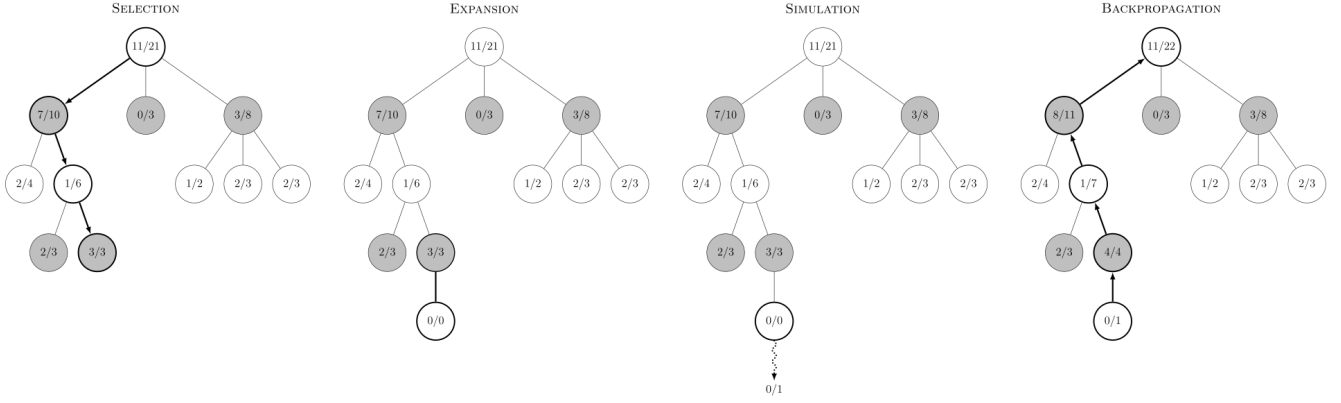 SELECTION
11/21
7/10 0/3 3/8
2/4 1/6 1/2 2/3 2/3
2/3 3/3
EXPANSION
11/21
7/10 0/3 3/8
2/4 1/6 1/2 2/3 2/3
2/3 3/3
0/0
SIMULATION
11/21
7/10 0/3 3/8
2/4 1/6 1/2 2/3 2/3
2/3 3/3
0/0
0/1
BACKPROPAGATION
11/22
8/11 0/3 3/8
2/4 1/7 1/2 2/3 2/3
2/3 4/4
0/1